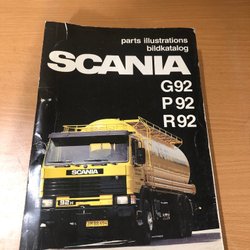 parts illustrations
bildkatalog
SCANIA
G92
P92
R92
SCANIA